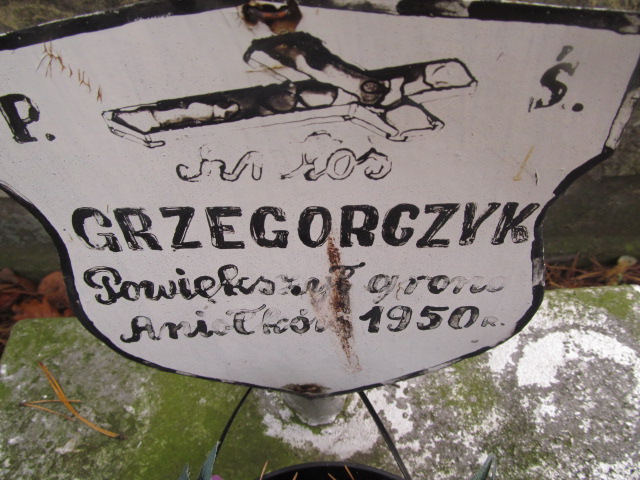 P. Ś.
GRZEGORCZYK
Powiększył grono
Aniołków 1950 r.